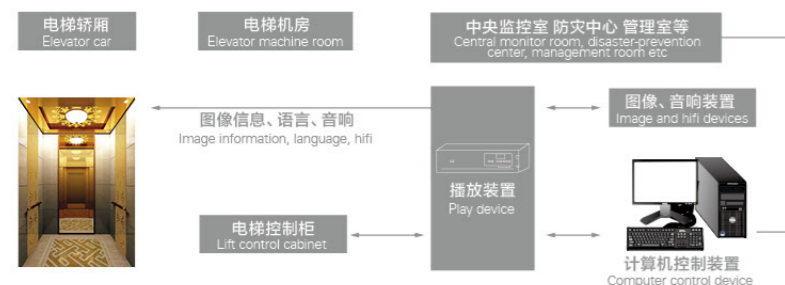 电梯轿厢
Elevator car
电梯机房
Elevator machine room
中央监控室 防灾中心 管理室等
Central monitor room, disaster-prevention
center, management room etc
图像信息、语言、音响
Image information, language, hifi
图像、音响装置
Image and hifi devices
播放装置
Play device
电梯控制柜
Lift control cabinet
计算机控制装置
Computer control device